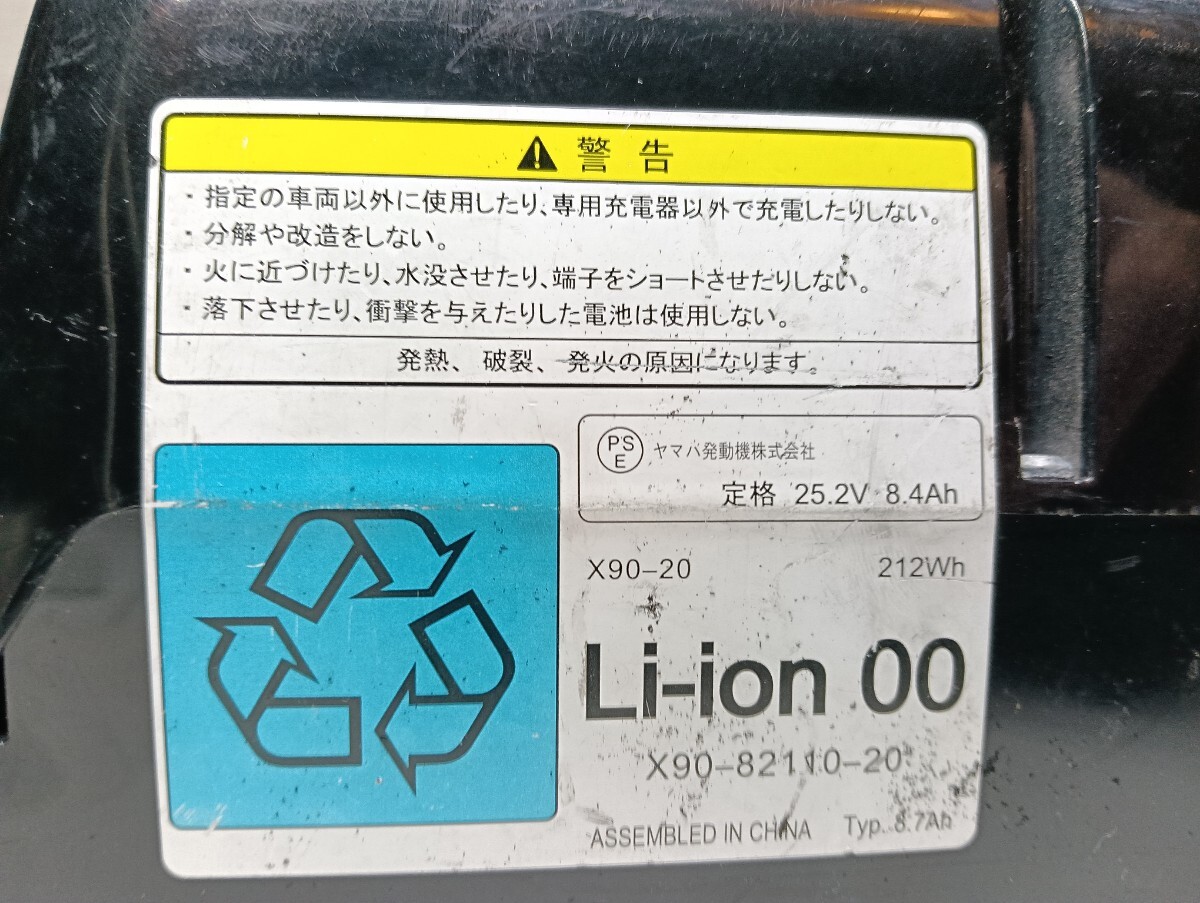 警告
・指定の車両以外に使用したり、専用充電器以外で充電したりしない。
・分解や改造をしない。
・火に近づけたり、水没させたり、端子をショートさせたりしない。
・落下させたり、衝撃を与えたりした電池は使用しない。
発熱、破裂、発火の原因になります。
PSE ヤマハ発動機株式会社
定格 25.2V 8.4Ah
X90-20 212Wh
Li-ion 00
X90-82110-20
ASSEMBLED IN CHINA Typ. 8.7Ah